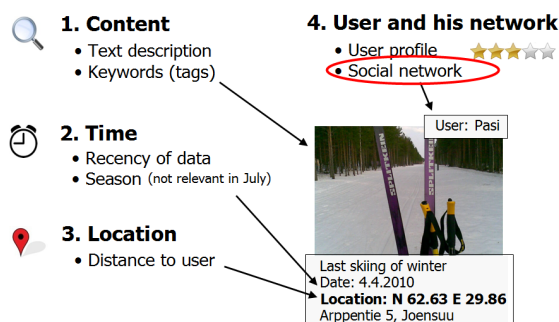 1. Content
• Text description
• Keywords (tags)
2. Time
• Recency of data
• Season (not relevant in July)
3. Location
• Distance to user
4. User and his network
• User profile
• Social network
User: Pasi
SPLITKEIN
SPLITKEIN
Last skiing of winter
Date: 4.4.2010
Location: N 62.63 E 29.86
Arppentie 5, Joensuu